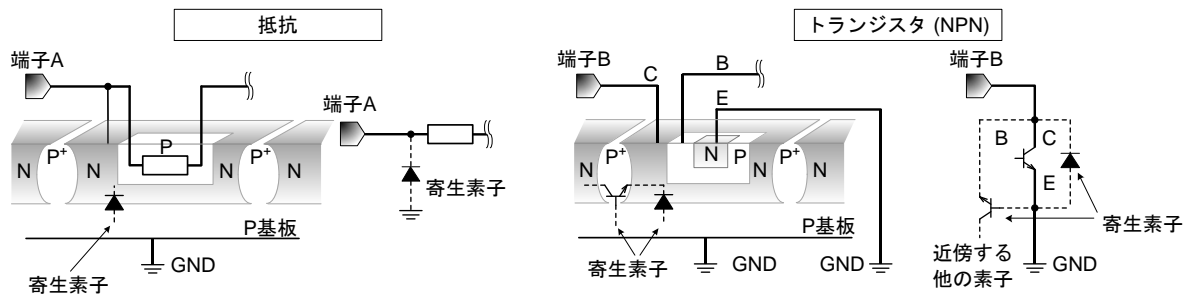 抵抗
トランジスタ (NPN)
端子A
端子A
N
P+
N
P
N
P+
N
寄生素子
P基板
GND
寄生素子
端子B
C
B
E
N
P+
N
N
P
N
P+
N
P基板
GND
GND
寄生素子
端子B
B
C
E
寄生素子
近傍する
他の素子
GND